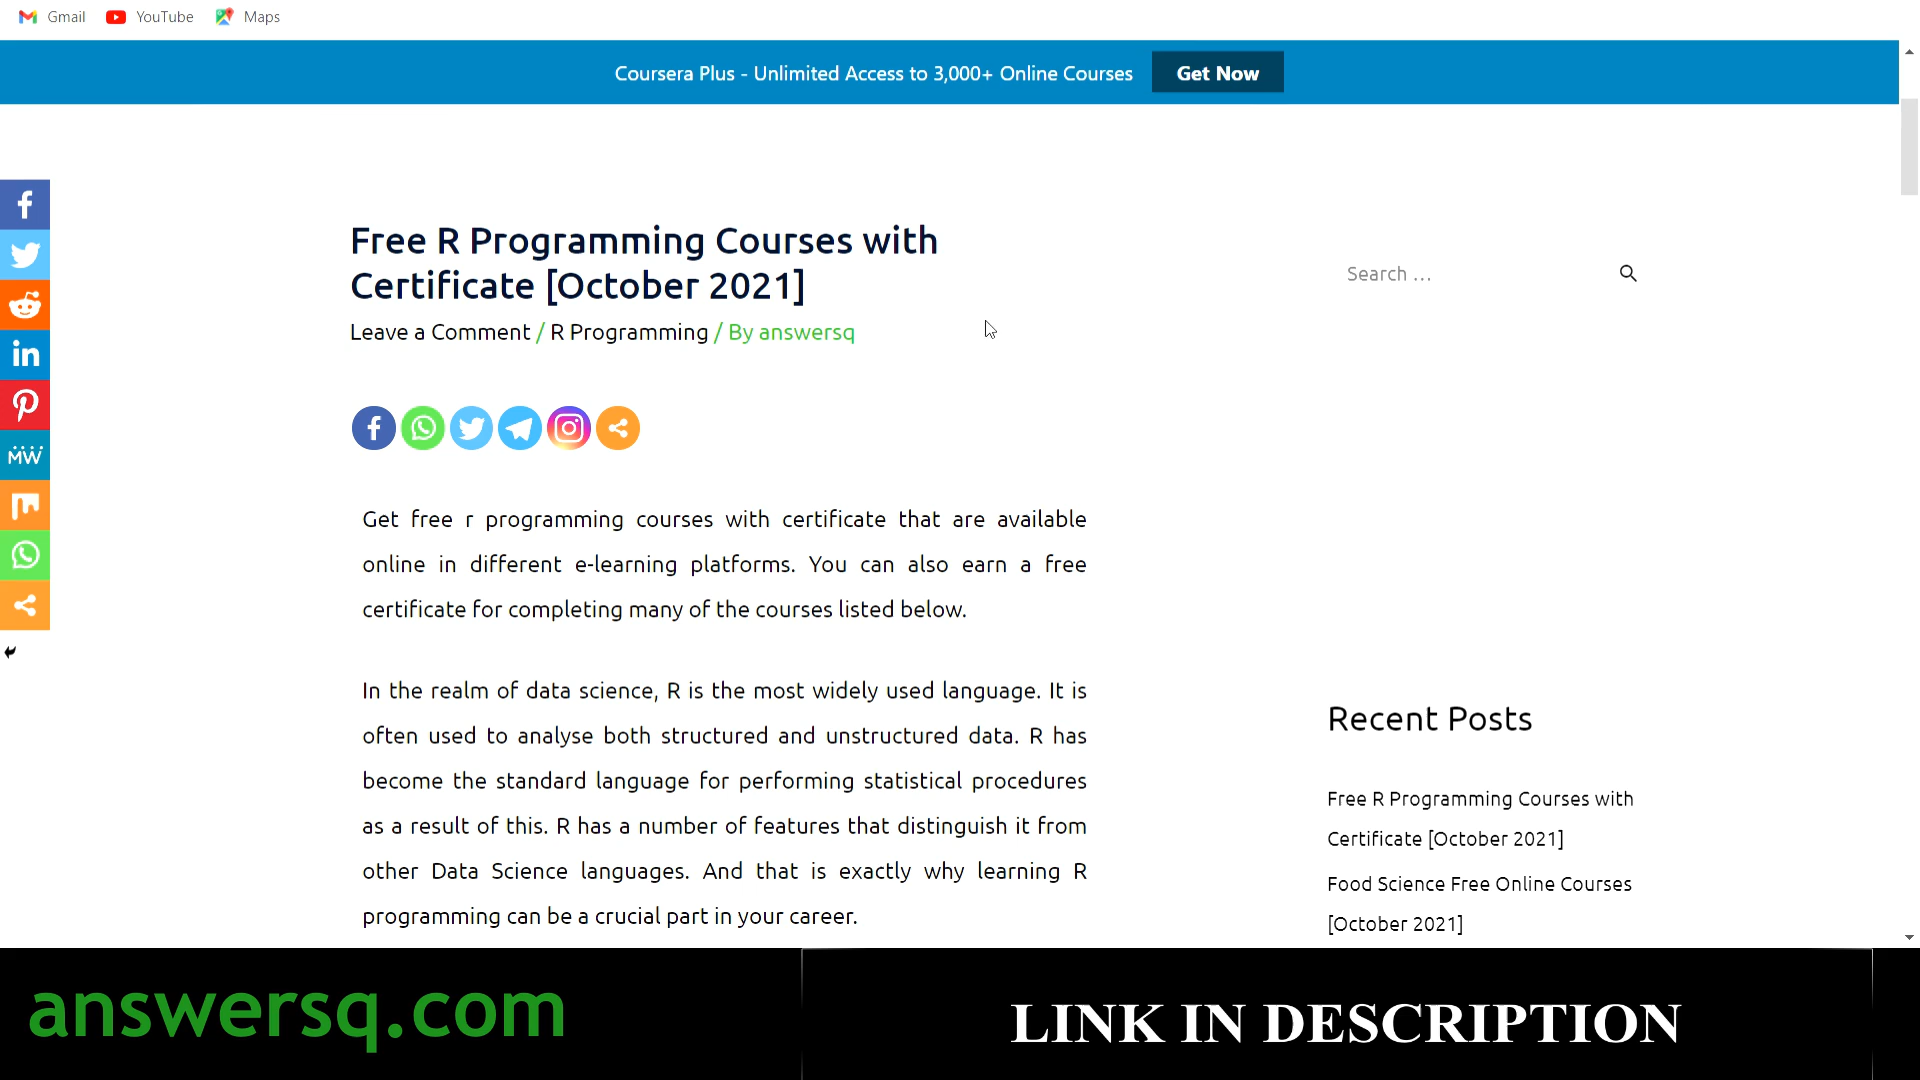 Gmail YouTube Maps
Coursera Plus - Unlimited Access to 3,000+ Online Courses Get Now
Free R Programming Courses with
Certificate [October 2021]
Leave a Comment / R Programming / By answersq
Search ...
Get free r programming courses with certificate that are available
online in different e-learning platforms. You can also earn a free
certificate for completing many of the courses listed below.
In the realm of data science, R is the most widely used language. It is
often used to analyse both structured and unstructured data. R has
become the standard language for performing statistical procedures
as a result of this. R has a number of features that distinguish it from
other Data Science languages. And that is exactly why learning R
programming can be a crucial part in your career.
Recent Posts
Free R Programming Courses with
Certificate [October 2021]
Food Science Free Online Courses
[October 2021]
answersq.com
LINK IN DESCRIPTION